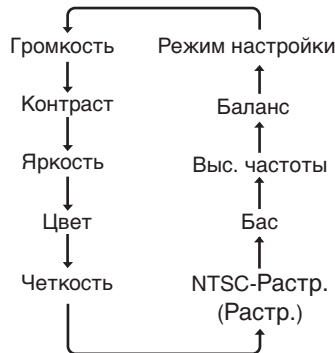 Громкость
Контраст
Яркость
Цвет
Четкость
Режим настройки
Баланс
Выс. частоты
Бас
NTSC-Растр.
(Растр.)